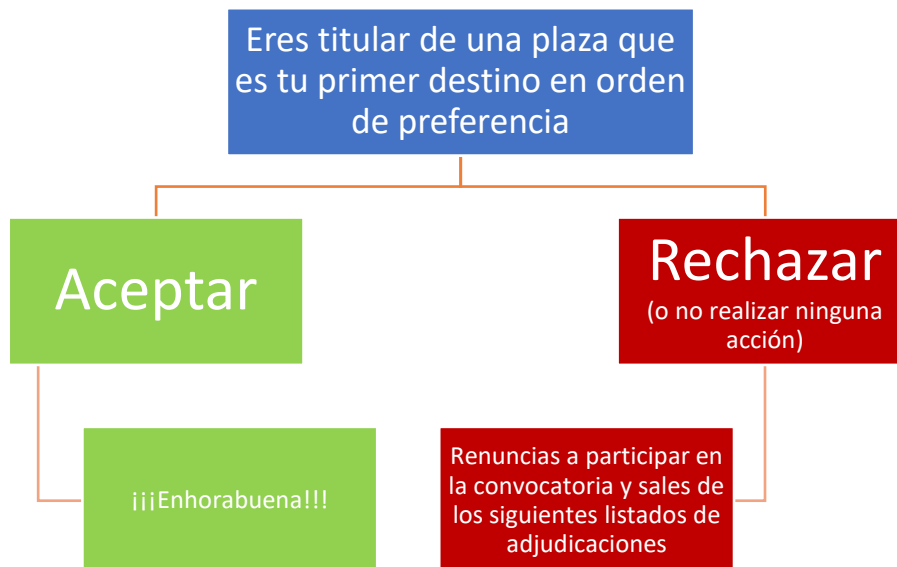 Eres titular de una plaza que
es tu primer destino en orden
de preferencia
Aceptar
Rechazar
(o no realizar ninguna
acción)
¡¡¡Enhorabuena!!!
Renuncias a participar en
la convocatoria y sales de
los siguientes listados de
adjudicaciones